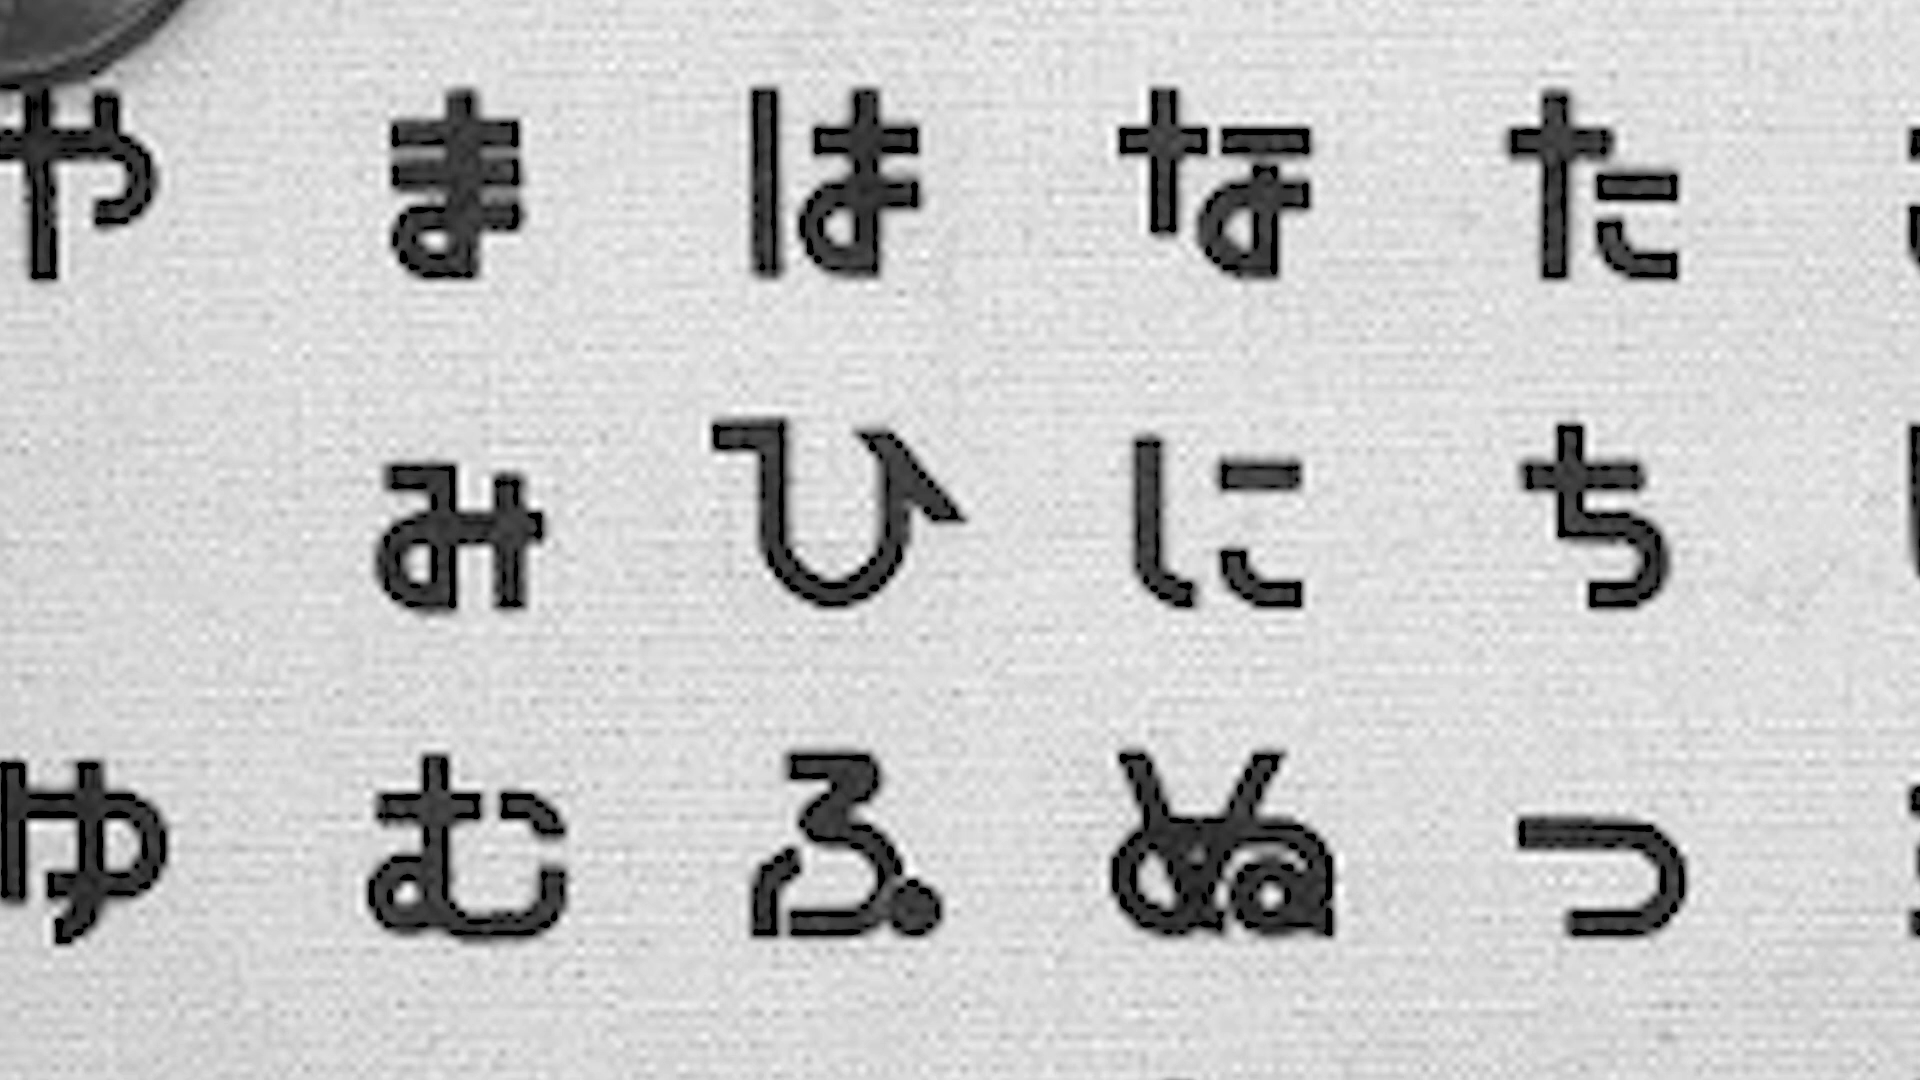 や ま は な た
み ひ に ち
ゆ む ふ ぬ つ